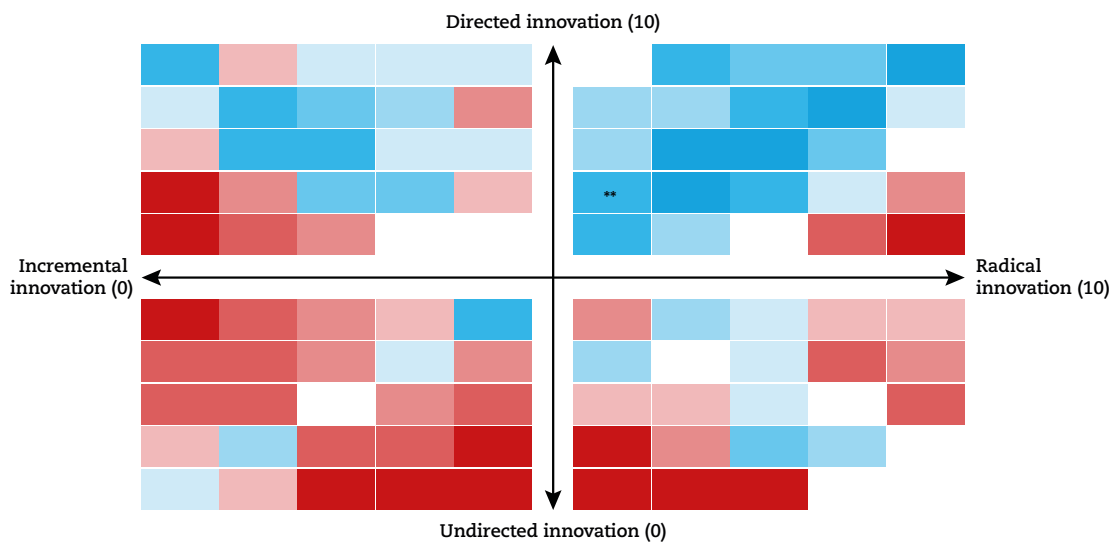 Directed innovation (10)
**
Incremental
innovation (0)
Radical
innovation (10)
Undirected innovation (0)